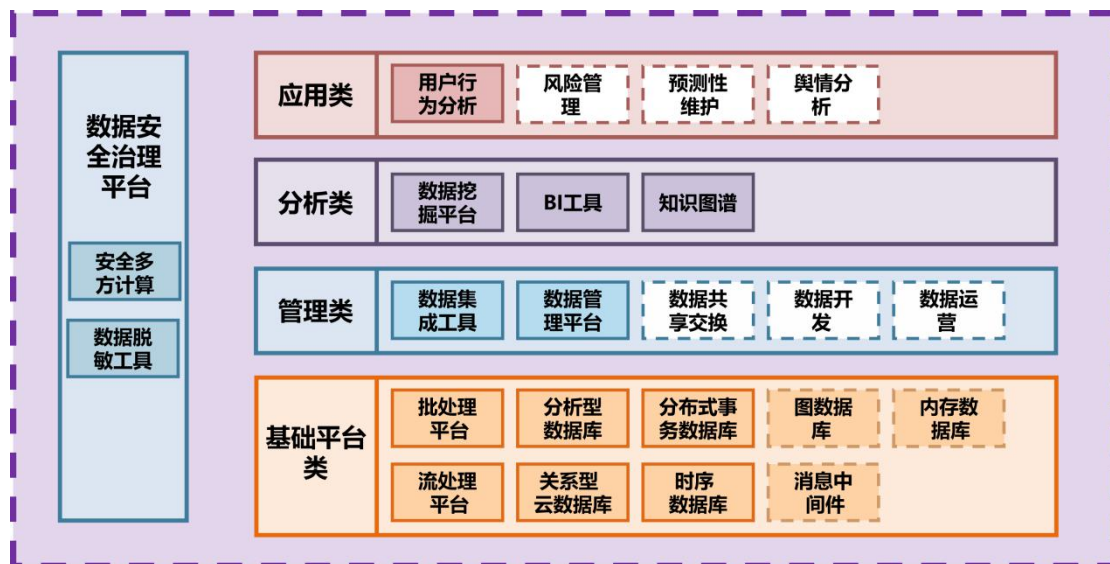 数据安
全治理
平台
安全多
方计算
数据脱
敏工具
应用类
用户行
为分析
风险管
理
预测性
维护
舆情分
析
分析类
数据挖
掘平台
BI工具
知识图谱
管理类
数据集
成工具
数据管
理平台
数据共
享交换
数据开
发
数据运
营
基础平台
类
批处理
平台
分析型
数据库
分布式事
务数据库
图数据
库
内存数
据库
流处理
平台
关系型
云数据库
时序
数据库
消息中
间件